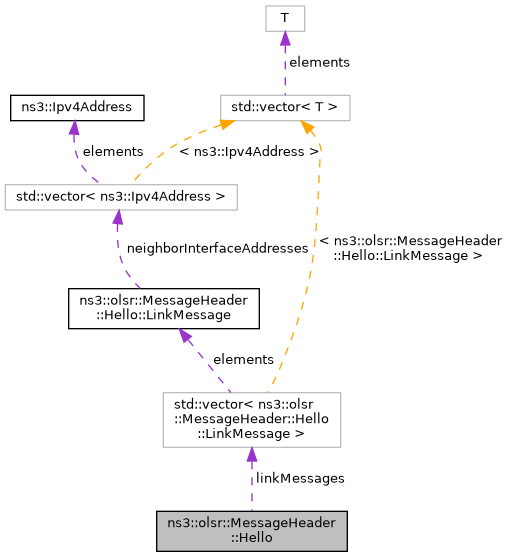 T
elements
ns3::Ipv4Address
std::vector< T >
elements
< ns3::Ipv4Address >
std::vector< ns3::Ipv4Address >
neighborInterfaceAddresses
< ns3::olsr::MessageHeader
::Hello::LinkMessage >
ns3::olsr::MessageHeader
::Hello::LinkMessage
elements
std::vector< ns3::olsr
::MessageHeader::Hello
::LinkMessage >
linkMessages
ns3::olsr::MessageHeader
::Hello